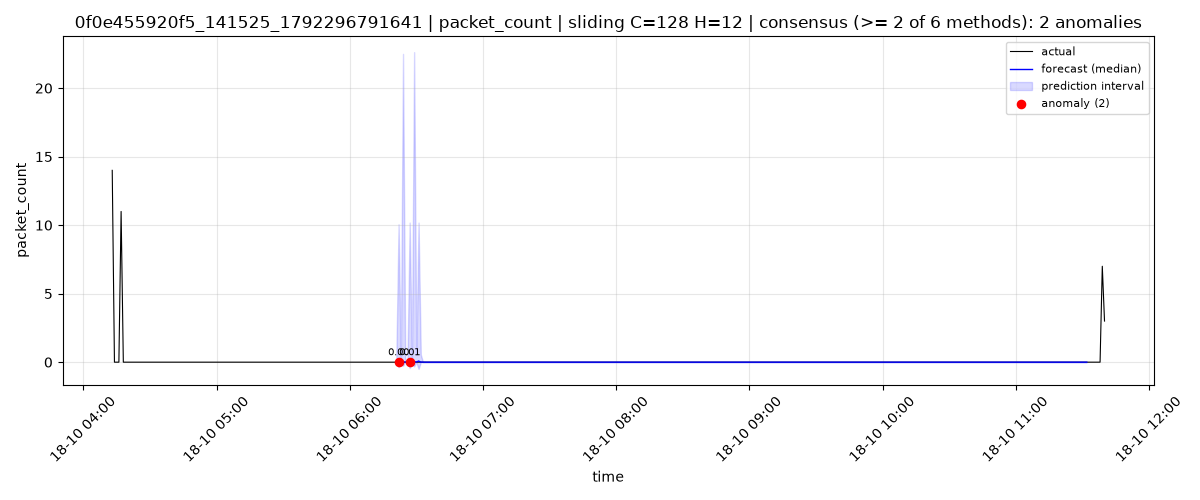 0f0e455920f5_141525_1792296791641 | packet_count | sliding C=128 H=12 | consensus (>= 2 of 6 methods): 2 anomalies
actual
forecast (median)
prediction interval
anomaly (2)
packet_count
20
15
10
5
0
18-10 04:00
18-10 05:00
18-10 06:00
18-10 07:00
18-10 08:00
18-10 09:00
18-10 10:00
18-10 11:00
18-10 12:00
time